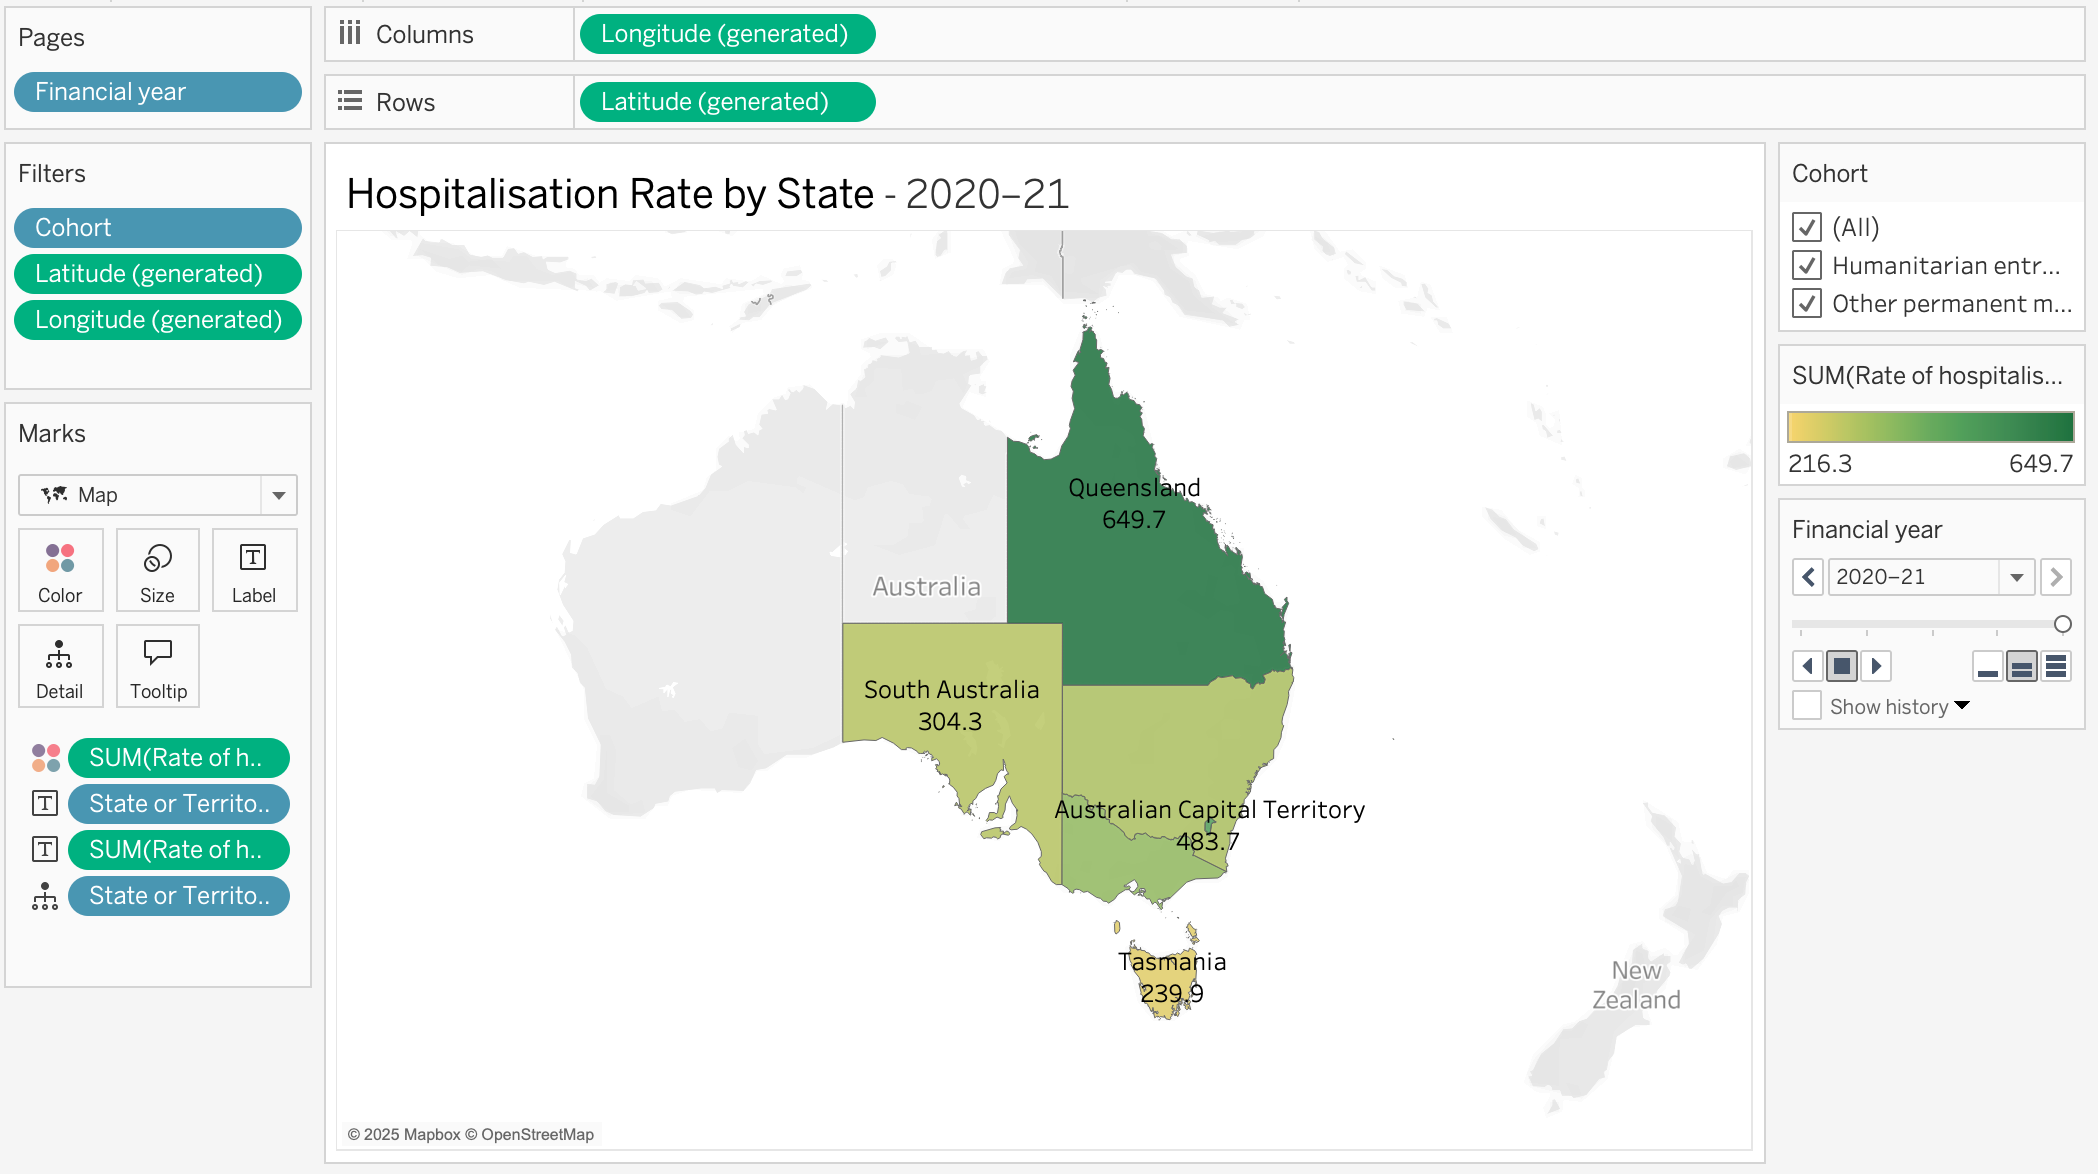 Pages
Financial year
Columns
Longitude (generated)
Rows
Latitude (generated)
Filters
Cohort
Latitude (generated)
Longitude (generated)
Marks
Map
Color
Size
T
Label
Detail
Tooltip
SUM(Rate of h..
T
State or Territo..
T
SUM(Rate of h..
State or Territo..
Hospitalisation Rate by State - 2020–21
Queensland
649.7
Australia
South Australia
304.3
Australian Capital Territory
483.7
Tasmania
239.9
New
Zealand
© 2025 Mapbox © OpenStreetMap
Cohort
(All)
Humanitarian entr...
Other permanent m...
SUM(Rate of hospitalis...
216.3
649.7
Financial year
2020–21
Show history